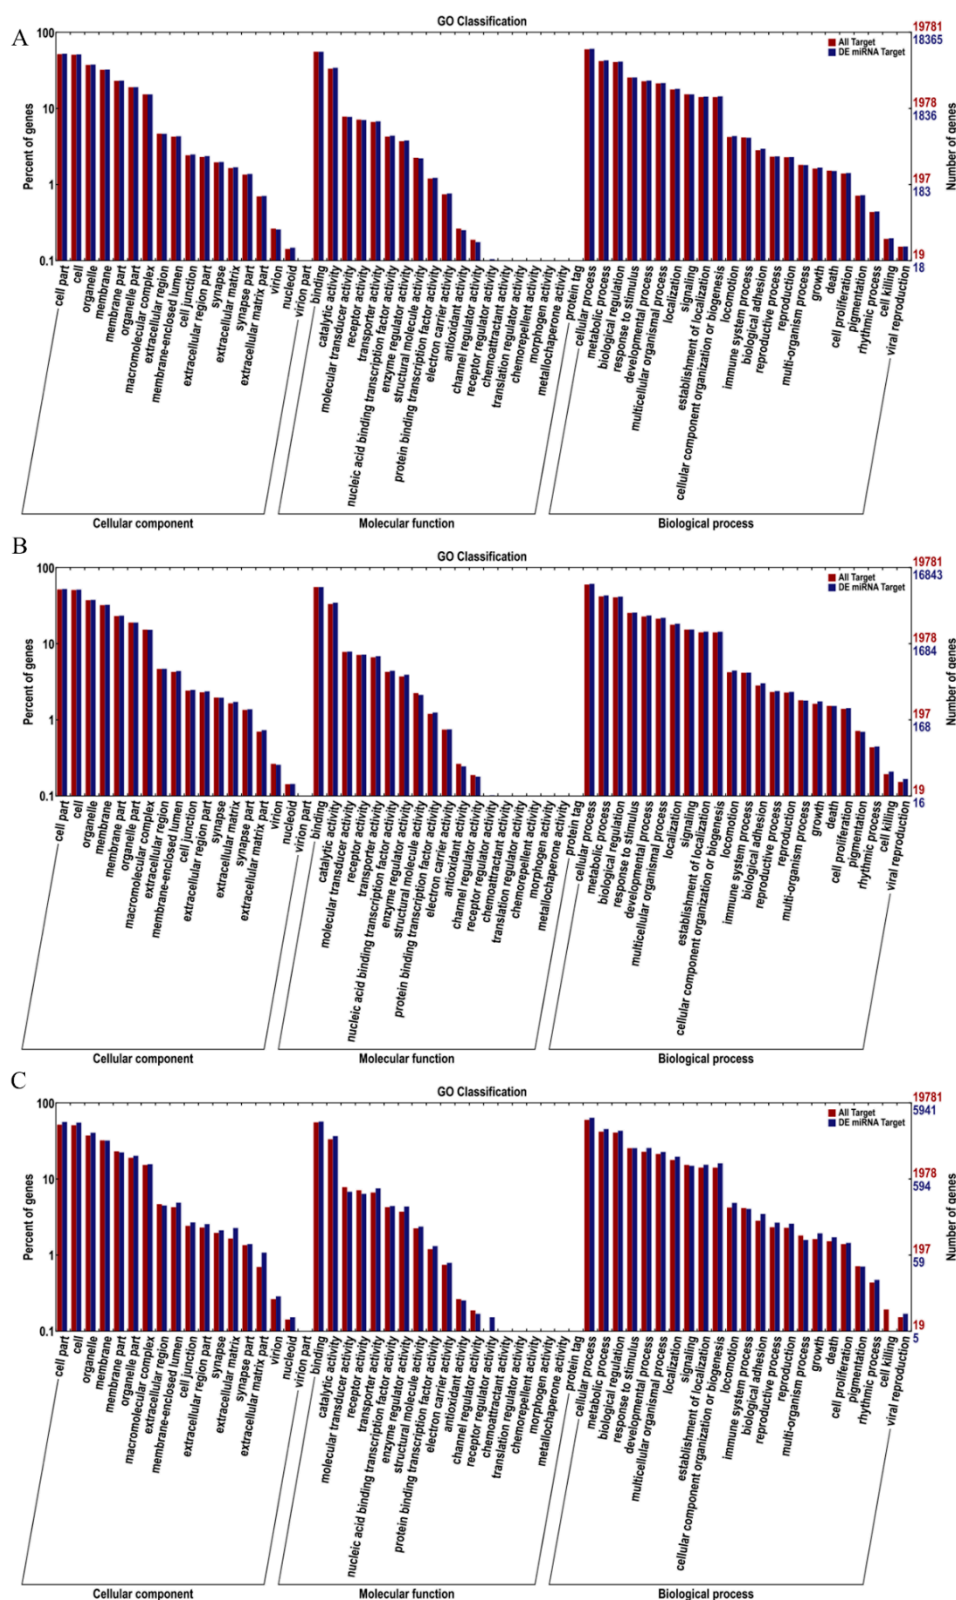 A
GO Classification
19781
18365
All Target
DE miRNA Target
100
10
1
0.1
Percent of genes
1978
1836
197
183
19
18
Number of genes
cell part
cell
organelle
membrane
membrane part
organelle part
macromolecular complex
extracellular region
membrane-enclosed lumen
cell junction
extracellular region part
synapse
extracellular matrix
synapse part
extracellular matrix part
virion
nucleoid
virion part
binding
catalytic activity
molecular transducer activity
receptor activity
transporter activity
nucleic acid binding transcription factor activity
enzyme regulator activity
structural molecule activity
protein binding transcription factor activity
electron carrier activity
antioxidant activity
channel regulator activity
receptor regulator activity
chemoattractant activity
translation regulator activity
chemorepellent activity
morphogen activity
metallochaperone activity
protein tag
cellular process
metabolic process
biological regulation
response to stimulus
developmental process
multicellular organismal process
localization
signaling
establishment of localization
cellular component organization or biogenesis
locomotion
immune system process
biological adhesion
reproductive process
reproduction
multi-organism process
growth
death
cell proliferation
pigmentation
rhythmic process
cell killing
viral reproduction
Cellular component
Molecular function
Biological process
B
GO Classification
19781
16843
All Target
DE miRNA Target
100
10
1
0.1
Percent of genes
1978
1684
197
168
19
16
Number of genes
cell part
cell
organelle
membrane
membrane part
organelle part
macromolecular complex
extracellular region
membrane-enclosed lumen
cell junction
extracellular region part
synapse
extracellular matrix
synapse part
extracellular matrix part
virion
nucleoid
virion part
binding
catalytic activity
molecular transducer activity
receptor activity
transporter activity
nucleic acid binding transcription factor activity
enzyme regulator activity
structural molecule activity
protein binding transcription factor activity
electron carrier activity
antioxidant activity
channel regulator activity
receptor regulator activity
chemoattractant activity
translation regulator activity
chemorepellent activity
morphogen activity
metallochaperone activity
protein tag
cellular process
metabolic process
biological regulation
response to stimulus
developmental process
multicellular organismal process
localization
signaling
establishment of localization
cellular component organization or biogenesis
locomotion
immune system process
biological adhesion
reproductive process
reproduction
multi-organism process
growth
death
cell proliferation
pigmentation
rhythmic process
cell killing
viral reproduction
Cellular component
Molecular function
Biological process
C
GO Classification
19781
5941
All Target
DE miRNA Target
100
10
1
0.1
Percent of genes
1978
594
197
59
19
5
Number of genes
cell part
cell
organelle
membrane
membrane part
organelle part
macromolecular complex
extracellular region
membrane-enclosed lumen
cell junction
extracellular region part
synapse
extracellular matrix
synapse part
extracellular matrix part
virion
nucleoid
virion part
binding
catalytic activity
molecular transducer activity
receptor activity
transporter activity
nucleic acid binding transcription factor activity
enzyme regulator activity
structural molecule activity
protein binding transcription factor activity
electron carrier activity
antioxidant activity
channel regulator activity
receptor regulator activity
chemoattractant activity
translation regulator activity
chemorepellent activity
morphogen activity
metallochaperone activity
protein tag
cellular process
metabolic process
biological regulation
response to stimulus
developmental process
multicellular organismal process
localization
signaling
establishment of localization
cellular component organization or biogenesis
locomotion
immune system process
biological adhesion
reproductive process
reproduction
multi-organism process
growth
death
cell proliferation
pigmentation
rhythmic process
cell killing
viral reproduction
Cellular component
Molecular function
Biological process